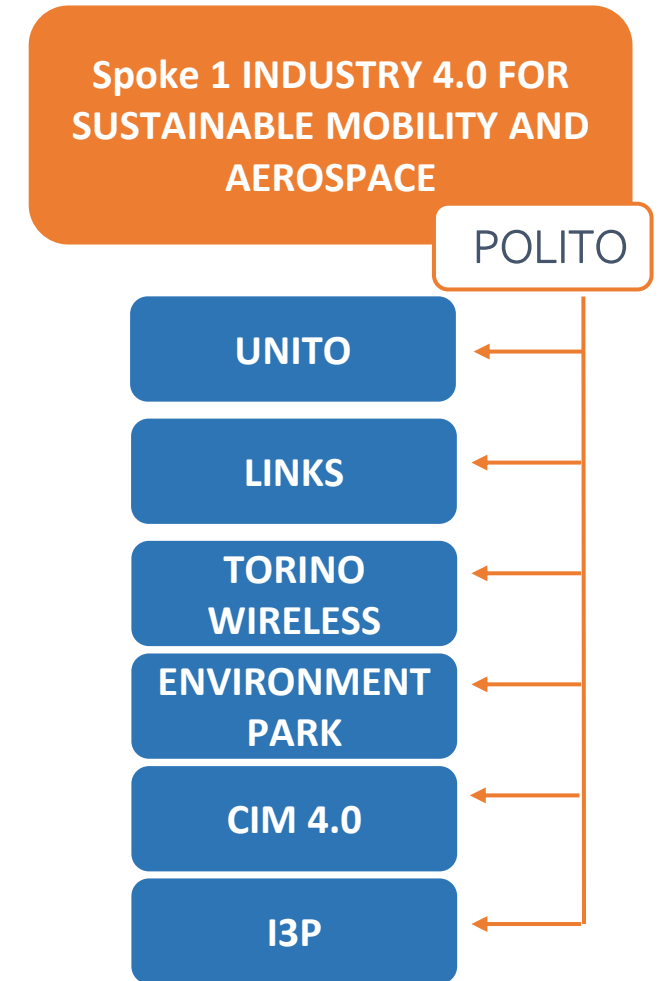 Spoke 1 INDUSTRY 4.0 FOR
SUSTAINABLE MOBILITY AND
AEROSPACE
POLITO
UNITO
LINKS
TORINO
WIRELESS
ENVIRONMENT
PARK
CIM 4.0
I3P